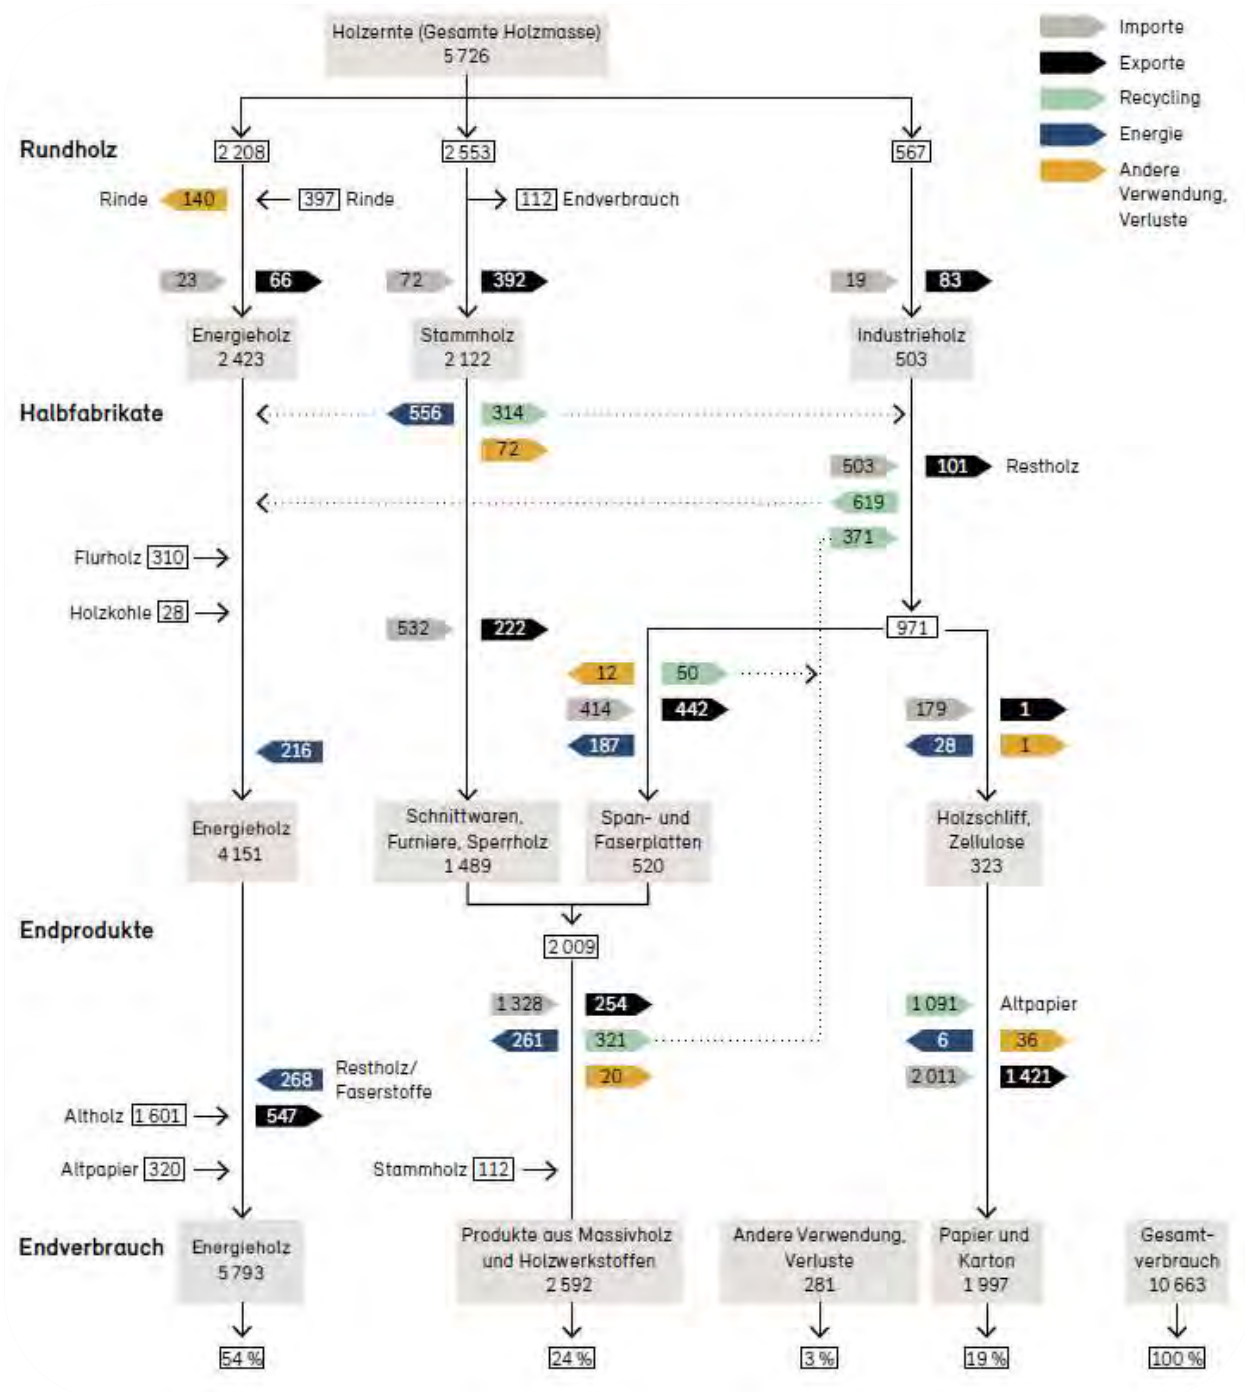 Holzernte (Gesamte Holzmasse)
5 726
Importe
Exporte
Recycling
Energie
Andere
Verwendung,
Verluste
Rundholz
2 208
2 553
567
Rinde
140
397
Rinde
112
Endverbrauch
23
66
72
392
19
83
Energieholz
2 423
Stammholz
2 122
Industrieholz
503
Halbfabrikate
556
314
72
503
101
Restholz
619
371
Flurholz
310
Holzkohle
28
532
222
971
12
50
414
442
187
179
1
28
1
216
Energieholz
4 151
Schnittwaren,
Furniere, Sperrholz
1 489
Span- und
Faserplatten
520
Holzschliff,
Zellulose
323
Endprodukte
2 009
1 328
254
261
321
20
1 091
Altpapier
6
36
2 011
1 421
268
Restholz/
Faserstoffe
Altholz
1 601
547
Altpapier
320
Stammholz
112
Endverbrauch
Energieholz
5 793
Produkte aus Massivholz
und Holzwerkstoffen
2 592
Andere Verwendung,
Verluste
281
Papier und
Karton
1 997
Gesamt-
verbrauch
10 663
54 %
24 %
3 %
19 %
100 %